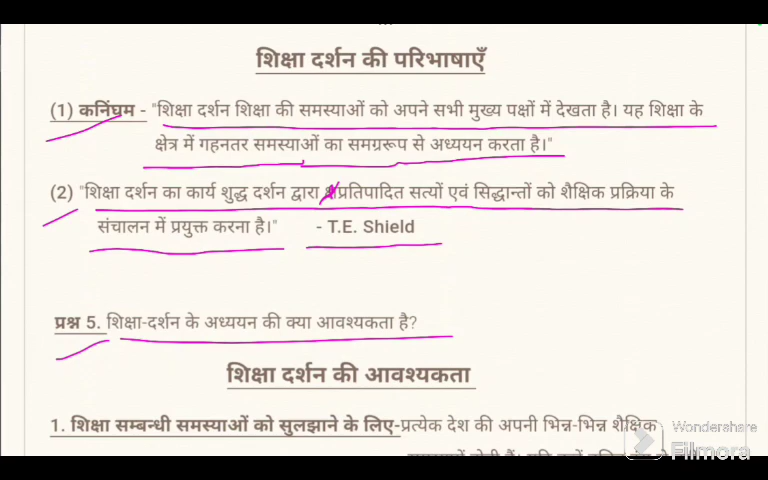 शिक्षा दर्शन की परिभाषाएँ
(1) कनिंघम - "शिक्षा दर्शन शिक्षा की समस्याओं को अपने सभी मुख्य पक्षों में देखता है। यह शिक्षा के
क्षेत्र में गहनतर समस्याओं का समग्ररूप से अध्ययन करता है।"
(2) "शिक्षा दर्शन का कार्य शुद्ध दर्शन द्वारा प्रतिपादित सत्यों एवं सिद्धान्तों को शैक्षिक प्रक्रिया के
संचालन में प्रयुक्त करना है।" - T.E. Shield
प्रश्न 5. शिक्षा-दर्शन के अध्ययन की क्या आवश्यकता है?
शिक्षा दर्शन की आवश्यकता
1. शिक्षा सम्बन्धी समस्याओं को सुलझाने के लिए-प्रत्येक देश की अपनी भिन्न-भिन्न शैक्षिक
Wondershare
Filmora